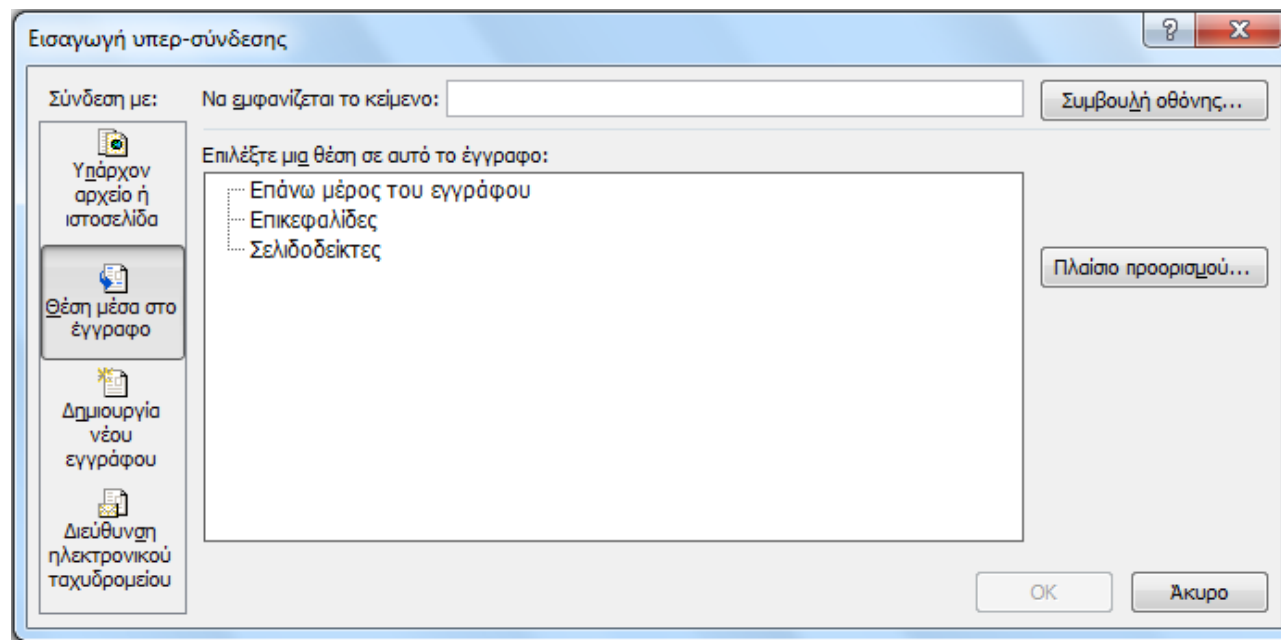 Εισαγωγή υπερ-σύνδεσης
Σύνδεση με:
Να εμφανίζεται το κείμενο:
Συμβουλή οθόνης...
Υπάρχον
αρχείο ή
ιστοσελίδα
Θέση μέσα στο
έγγραφο
Δημιουργία
νέου
εγγράφου
Διεύθυνση
ηλεκτρονικού
ταχυδρομείου
Επιλέξτε μια θέση σε αυτό το έγγραφο:
Επάνω μέρος του εγγράφου
Επικεφαλίδες
Σελιδοδείκτες
Πλαίσιο προορισμού...
OK
Άκυρο